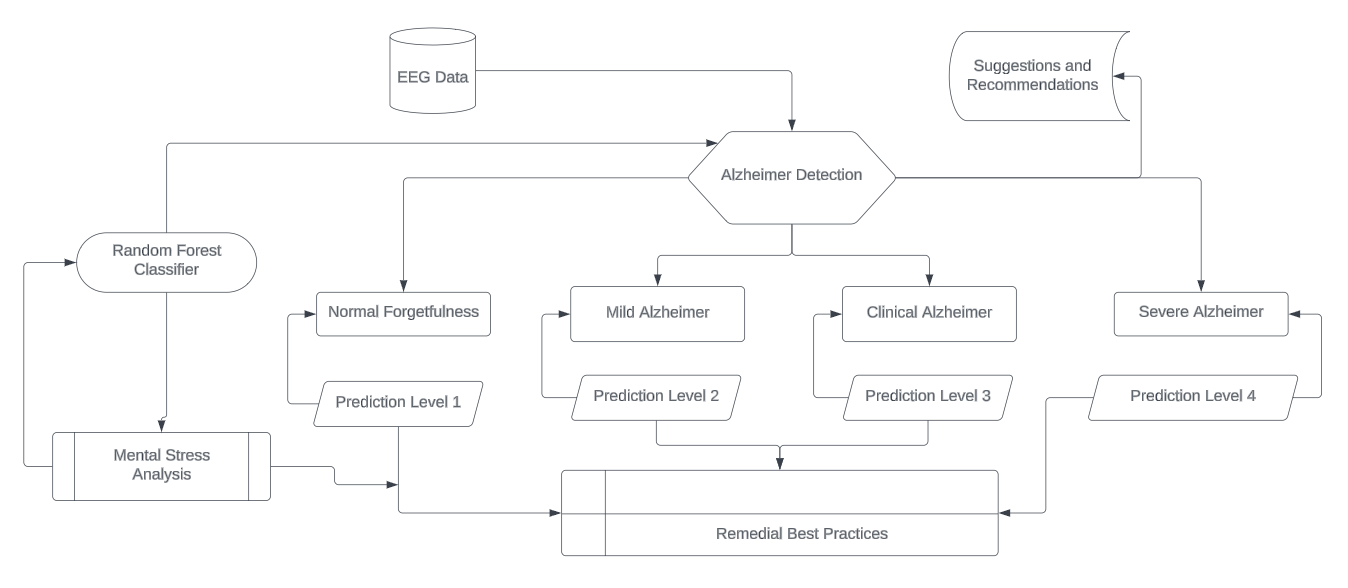 EEG Data
Suggestions and
Recommendations
Alzheimer Detection
Random Forest
Classifier
Normal Forgetfulness
Mild Alzheimer
Clinical Alzheimer
Severe Alzheimer
Prediction Level 1
Prediction Level 2
Prediction Level 3
Prediction Level 4
Mental Stress
Analysis
Remedial Best Practices